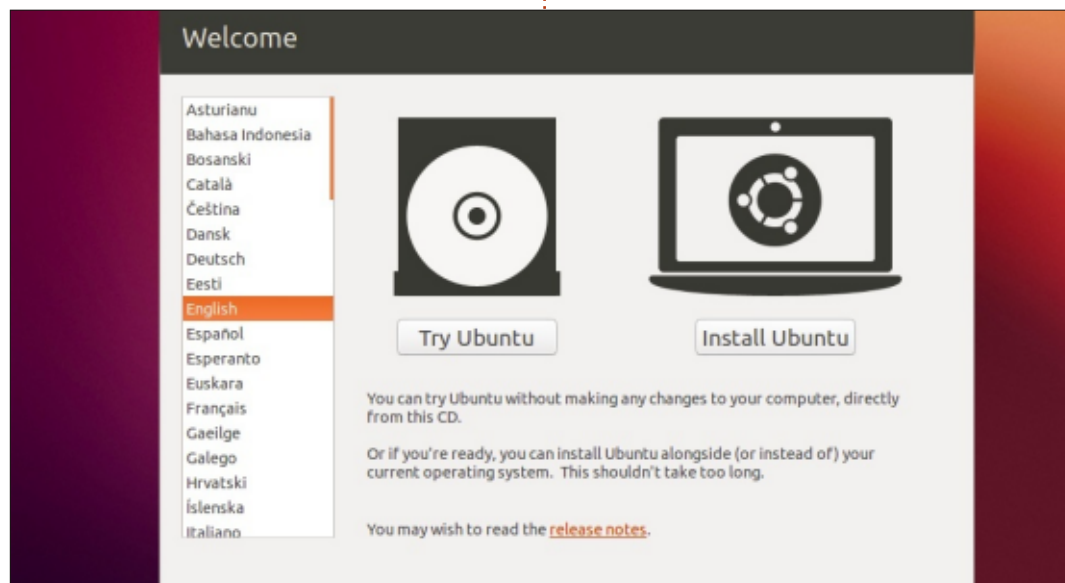 Welcome
Asturianu
Bahasa Indonesia
Bosanski
Català
Čeština
Dansk
Deutsch
Eesti
English
Español
Esperanto
Euskara
Français
Gaeilge
Galego
Hrvatski
Íslenska
Italiano
Try Ubuntu
Install Ubuntu
You can try Ubuntu without making any changes to your computer, directly
from this CD.
Or if you're ready, you can install Ubuntu alongside (or instead of) your
current operating system. This shouldn't take too long.
You may wish to read the release notes.